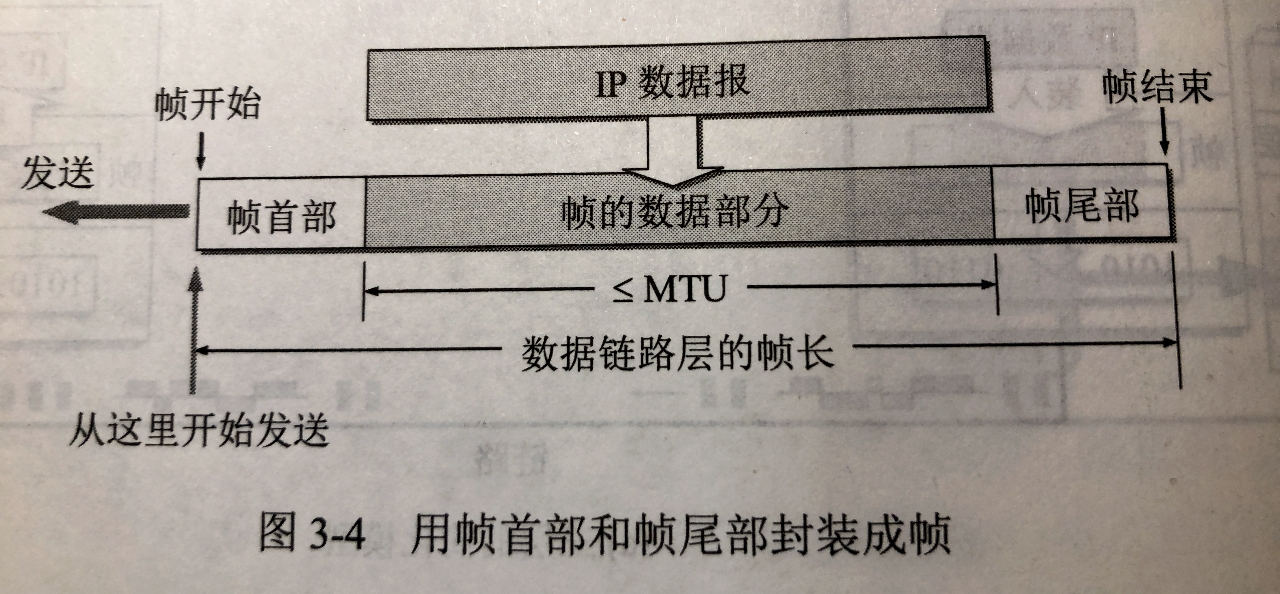 IP 数据报
帧开始
帧结束
发送
帧首部
帧的数据部分
帧尾部
≤ MTU
数据链路层的帧长
从这里开始发送
图 3-4 用帧首部和帧尾部封装成帧